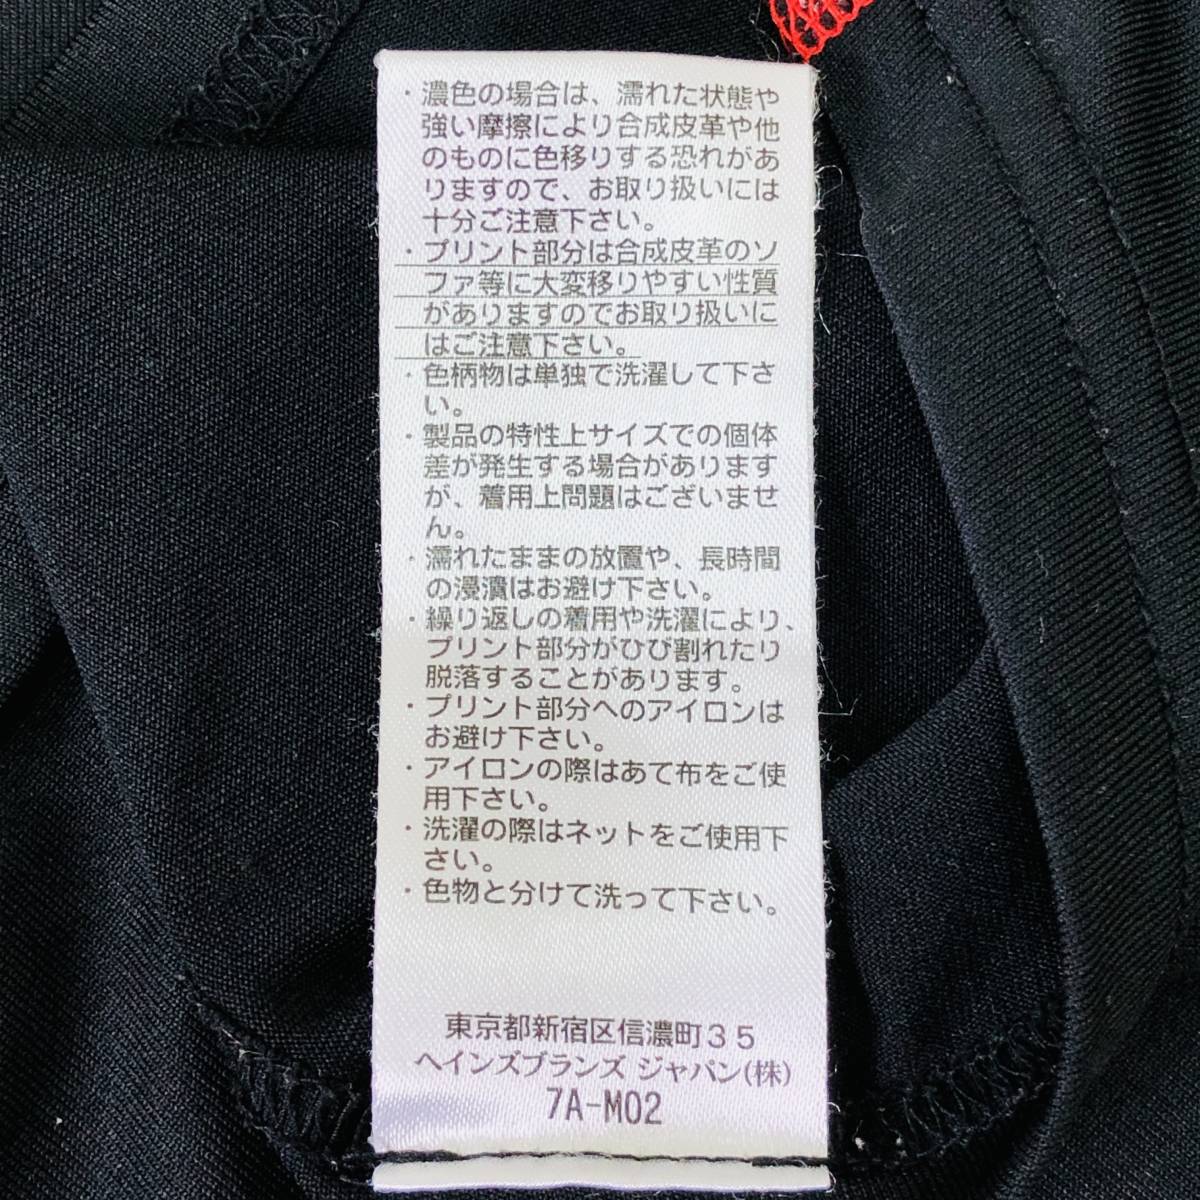 ・濃色の場合は、濡れた状態や
強い摩擦により合成皮革や他
のものに色移りする恐れがあ
りますので、お取り扱いには
十分ご注意下さい。
・プリント部分は合成皮革のソ
ファ等に大変移りやすい性質
がありますのでお取り扱いに
はご注意下さい。
・色柄物は単独で洗濯して下さ
い。
・製品の特性上サイズでの個体
差が発生する場合があります
が、着用上問題はございませ
ん。
・濡れたままの放置や、長時間
の浸漬はお避け下さい。
・繰り返しの着用や洗濯により、
プリント部分がひび割れたり
脱落することがあります。
・プリント部分へのアイロンは
お避け下さい。
・アイロンの際はあて布をご使
用下さい。
・洗濯の際はネットをご使用下
さい。
・色物と分けて洗って下さい。
東京都新宿区信濃町３５
ヘインズブランズ ジャパン(株)
7A-M02